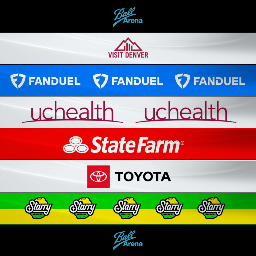 Ball
Arena
VISIT DENVER
FANDUEL FANDUEL FANDUEL
uchealth uchealth
State Farm
TOYOTA
Starry Starry Starry Starry Starry
Ball
Arena